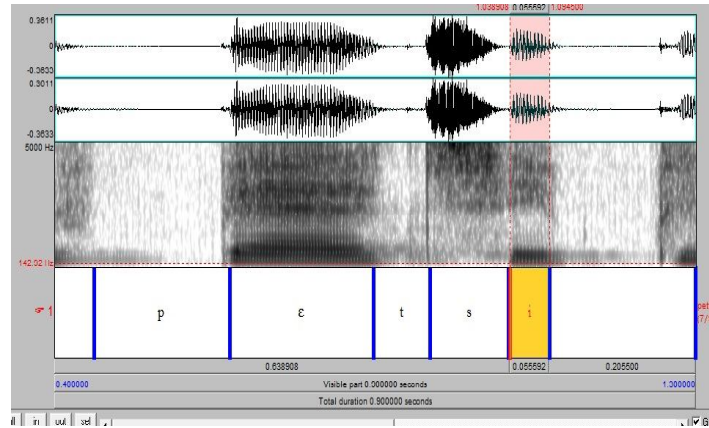 1.038908 0.055592 1.094500
0.3611
0
-0.3633
0.3011
0
-0.3633
5000 Hz
142.02 Hz
1 p ɛ t s i
0.638908 0.055592 0.205500
0.400000 Visible part 0.900000 seconds 1.300000
Total duration 0.900000 seconds
in out sel